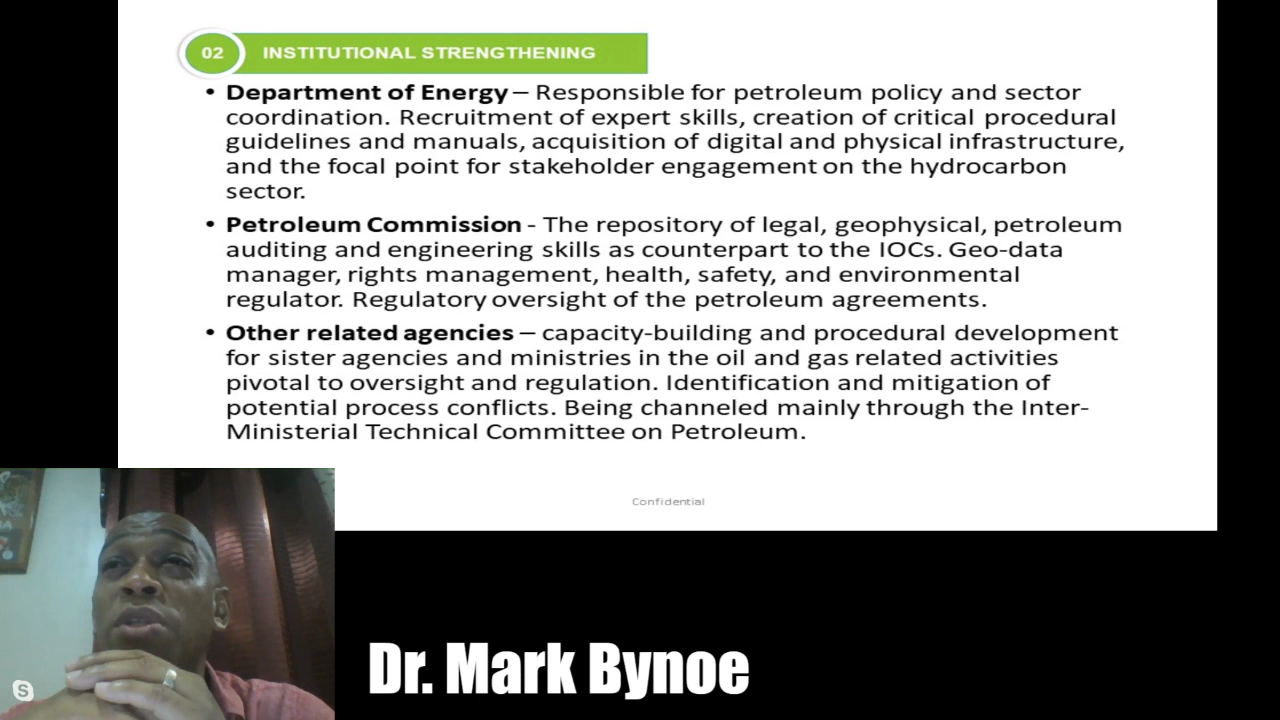 02 INSTITUTIONAL STRENGTHENING
• Department of Energy – Responsible for petroleum policy and sector
coordination. Recruitment of expert skills, creation of critical procedural
guidelines and manuals, acquisition of digital and physical infrastructure,
and the focal point for stakeholder engagement on the hydrocarbon
sector.
• Petroleum Commission - The repository of legal, geophysical, petroleum
auditing and engineering skills as counterpart to the IOCs. Geo-data
manager, rights management, health, safety, and environmental
regulator. Regulatory oversight of the petroleum agreements.
• Other related agencies – capacity-building and procedural development
for sister agencies and ministries in the oil and gas related activities
pivotal to oversight and regulation. Identification and mitigation of
potential process conflicts. Being channeled mainly through the Inter-
Ministerial Technical Committee on Petroleum.
Confidential
S
Dr. Mark Bynoe